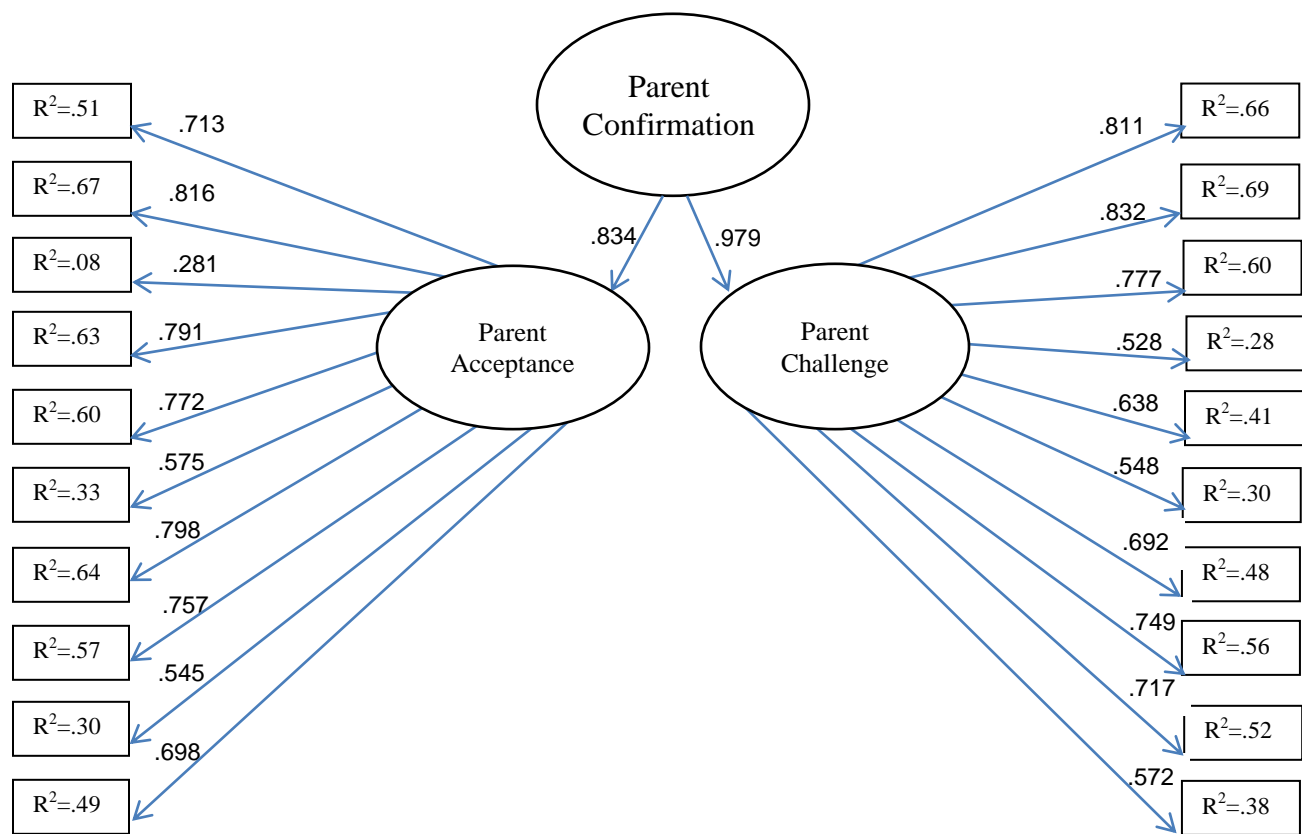 Parent
Confirmation
.834
.979
Parent
Acceptance
Parent
Challenge
R²=.51
.713
R²=.67
.816
R²=.08
.281
R²=.63
.791
R²=.60
.772
R²=.33
.575
R²=.64
.798
R²=.57
.757
R²=.30
.545
R²=.49
.698
.811
R²=.66
.832
R²=.69
.777
R²=.60
.528
R²=.28
.638
R²=.41
.548
R²=.30
.692
R²=.48
.749
R²=.56
.717
R²=.52
.572
R²=.38